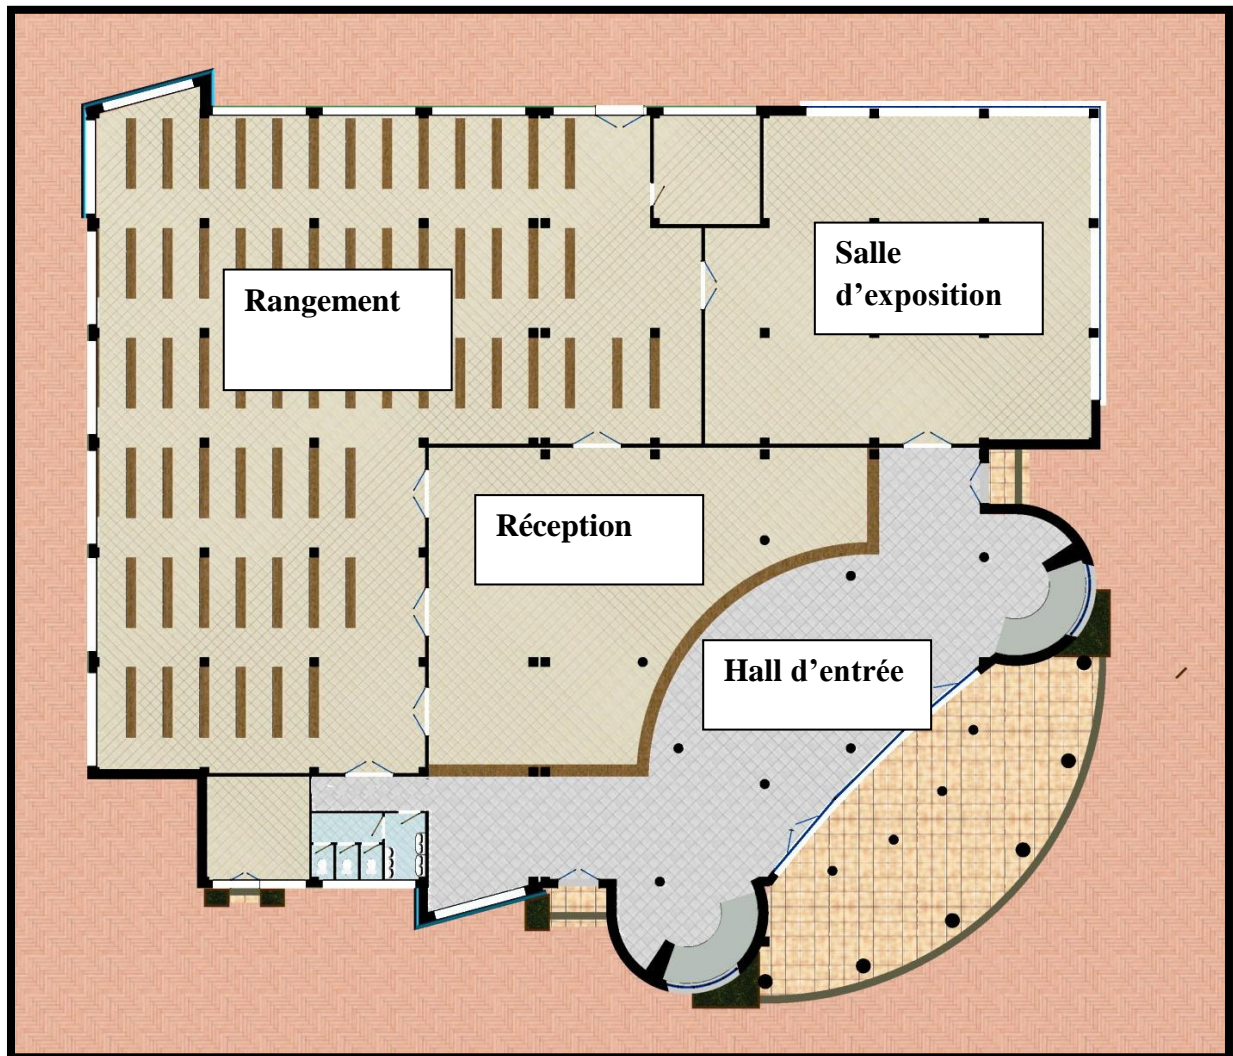 Rangement
Salle
d’exposition
Réception
Hall d’entrée